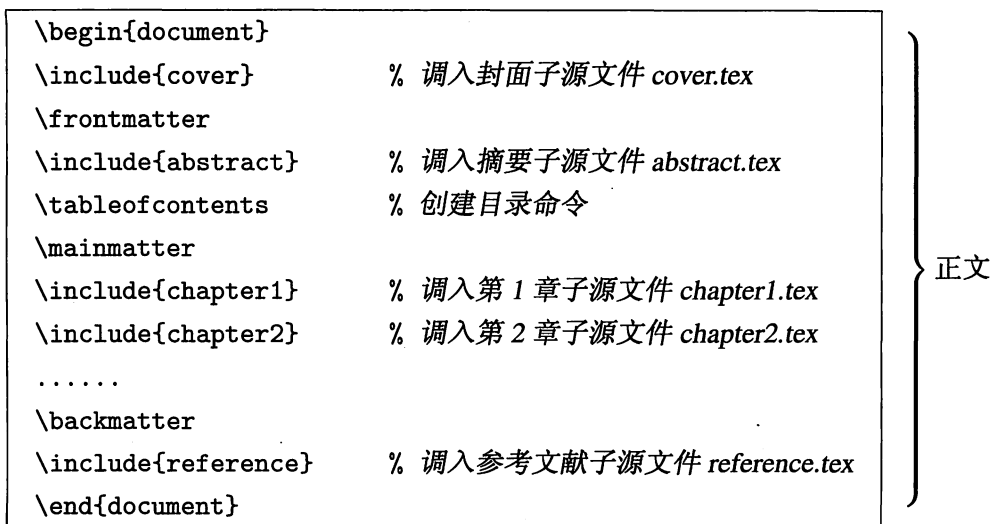 \begin{document}
\include{cover} % 调入封面子源文件 cover.tex
\frontmatter
\include{abstract} % 调入摘要子源文件 abstract.tex
\tableofcontents % 创建目录命令
\mainmatter
\include{chapter1} % 调入第 1 章子源文件 chapter1.tex
\include{chapter2} % 调入第 2 章子源文件 chapter2.tex
......
\backmatter
\include{reference} % 调入参考文献子源文件 reference.tex
\end{document}
正文